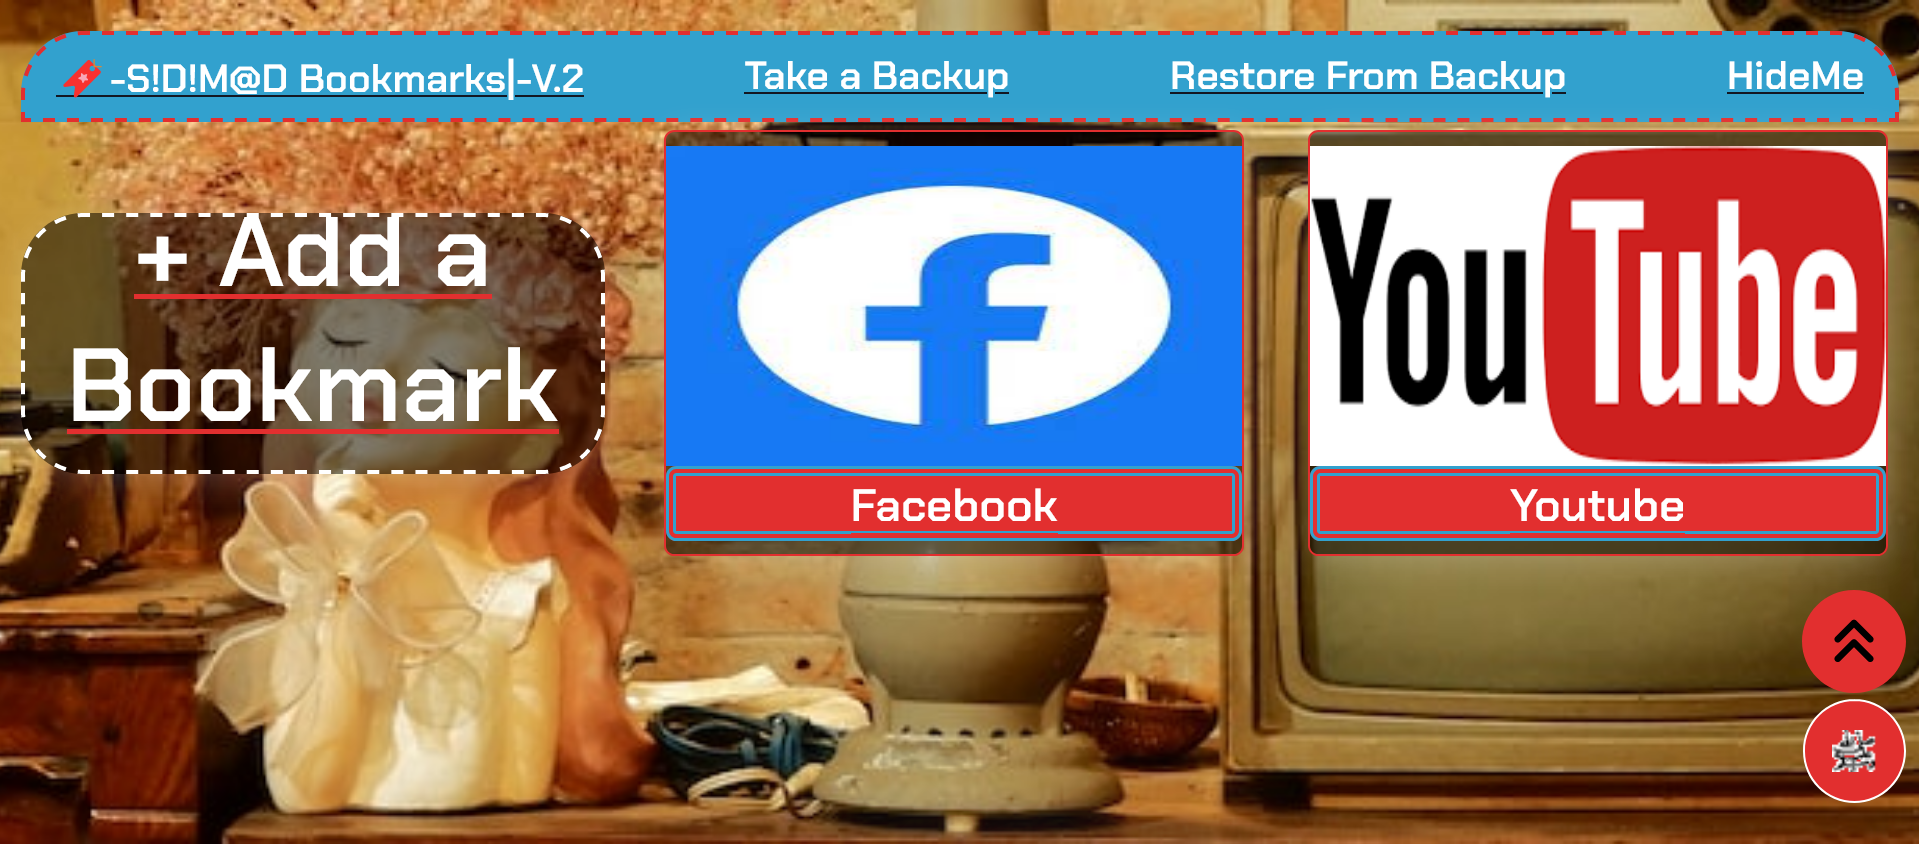 -S!D!M@D Bookmarks|-V.2
Take a Backup
Restore From Backup
HideMe
+ Add a
Bookmark
f
Facebook
YouTube
Youtube